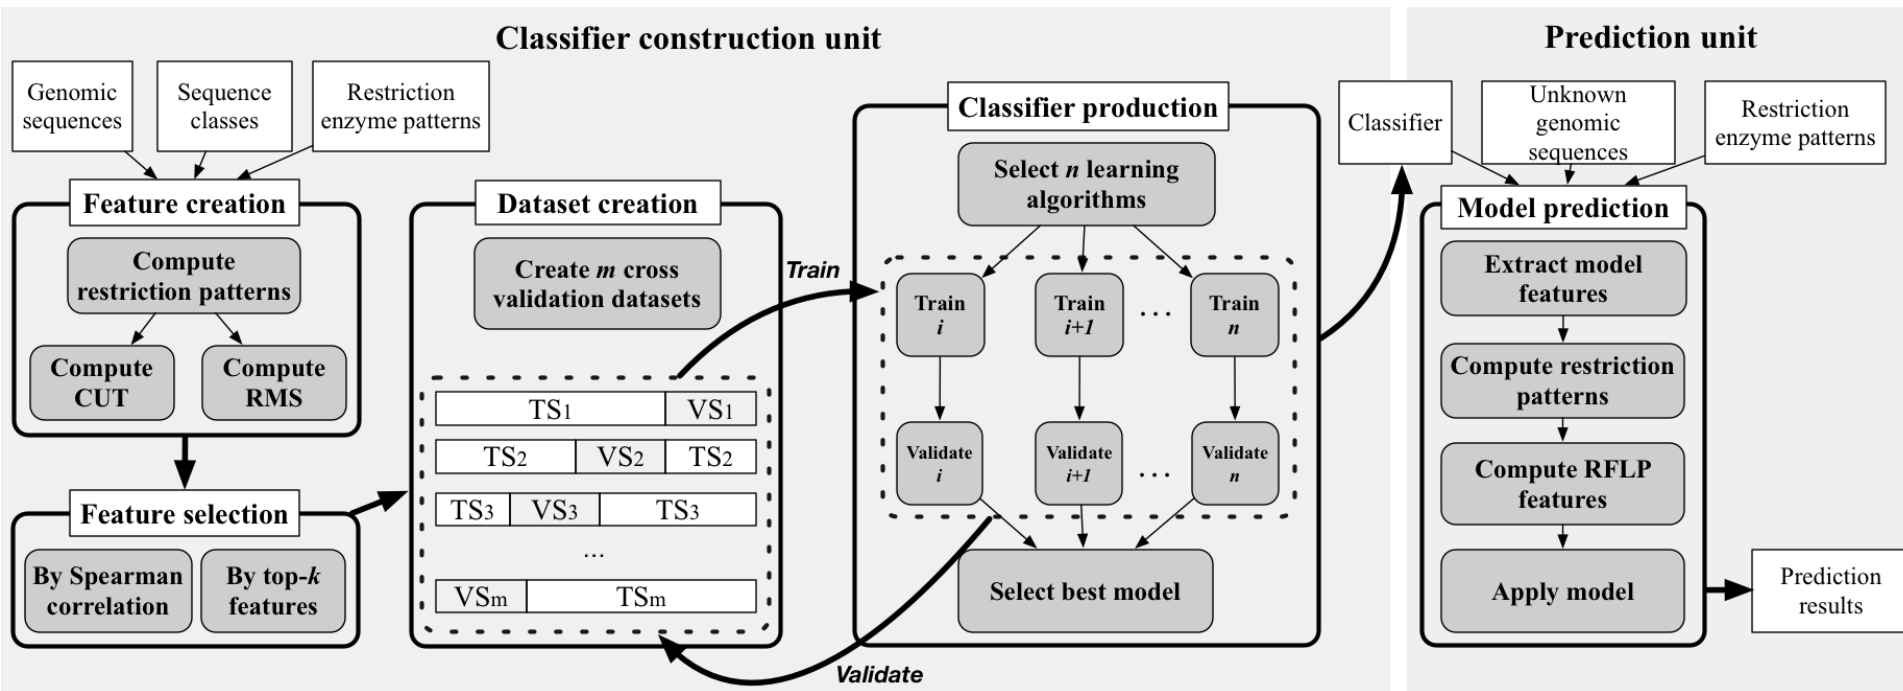 Classifier construction unit
Genomic
sequences
Sequence
classes
Restriction
enzyme patterns
Feature creation
Compute
restriction patterns
Compute
CUT
Compute
RMS
Feature selection
By Spearman
correlation
By top-k
features
Dataset creation
Create m cross
validation datasets
TS1 VS1
TS2 VS2 TS2
TS3 VS3 TS3
...
VSm TSm
Train
Validate
Classifier production
Select n learning
algorithms
Train
i
Train
i+1
...
Train
n
Validate
i
Validate
i+1
...
Validate
n
Select best model
Prediction unit
Classifier
Unknown
genomic
sequences
Restriction
enzyme patterns
Model prediction
Extract model
features
Compute restriction
patterns
Compute RFLP
features
Apply model
Prediction
results